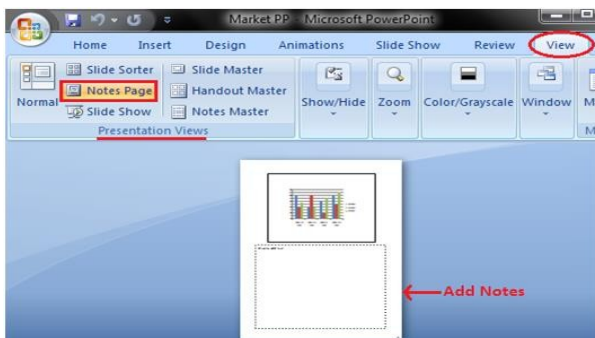 Market PP - Microsoft PowerPoint
Home Insert Design Animations Slide Show Review View
Slide Sorter Slide Master
Notes Page Handout Master
Normal Show/Hide Zoom Color/Grayscale Window M
Slide Show Notes Master
Presentation Views M
Add Notes